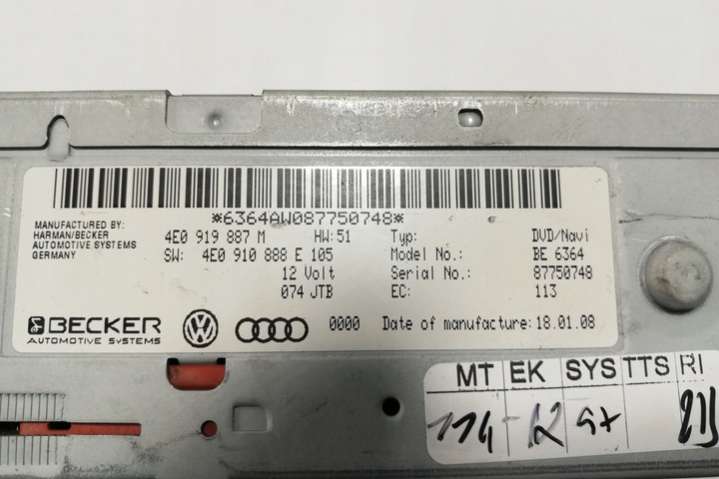 *6364AW087750748*
MANUFACTURED BY:
HARMAN/BECKER
AUTOMOTIVE SYSTEMS
GERMANY
4E0 919 887 M HW: 51 Typ: DVD/Navi
SW: 4E0 910 888 E 105 Model No.: BE 6364
12 Volt Serial No.: 87750748
074 JTB EC: 113
BECKER
AUTOMOTIVE SYSTEMS
0000 Date of manufacture: 18.01.08
MT EK SYS TTS RI